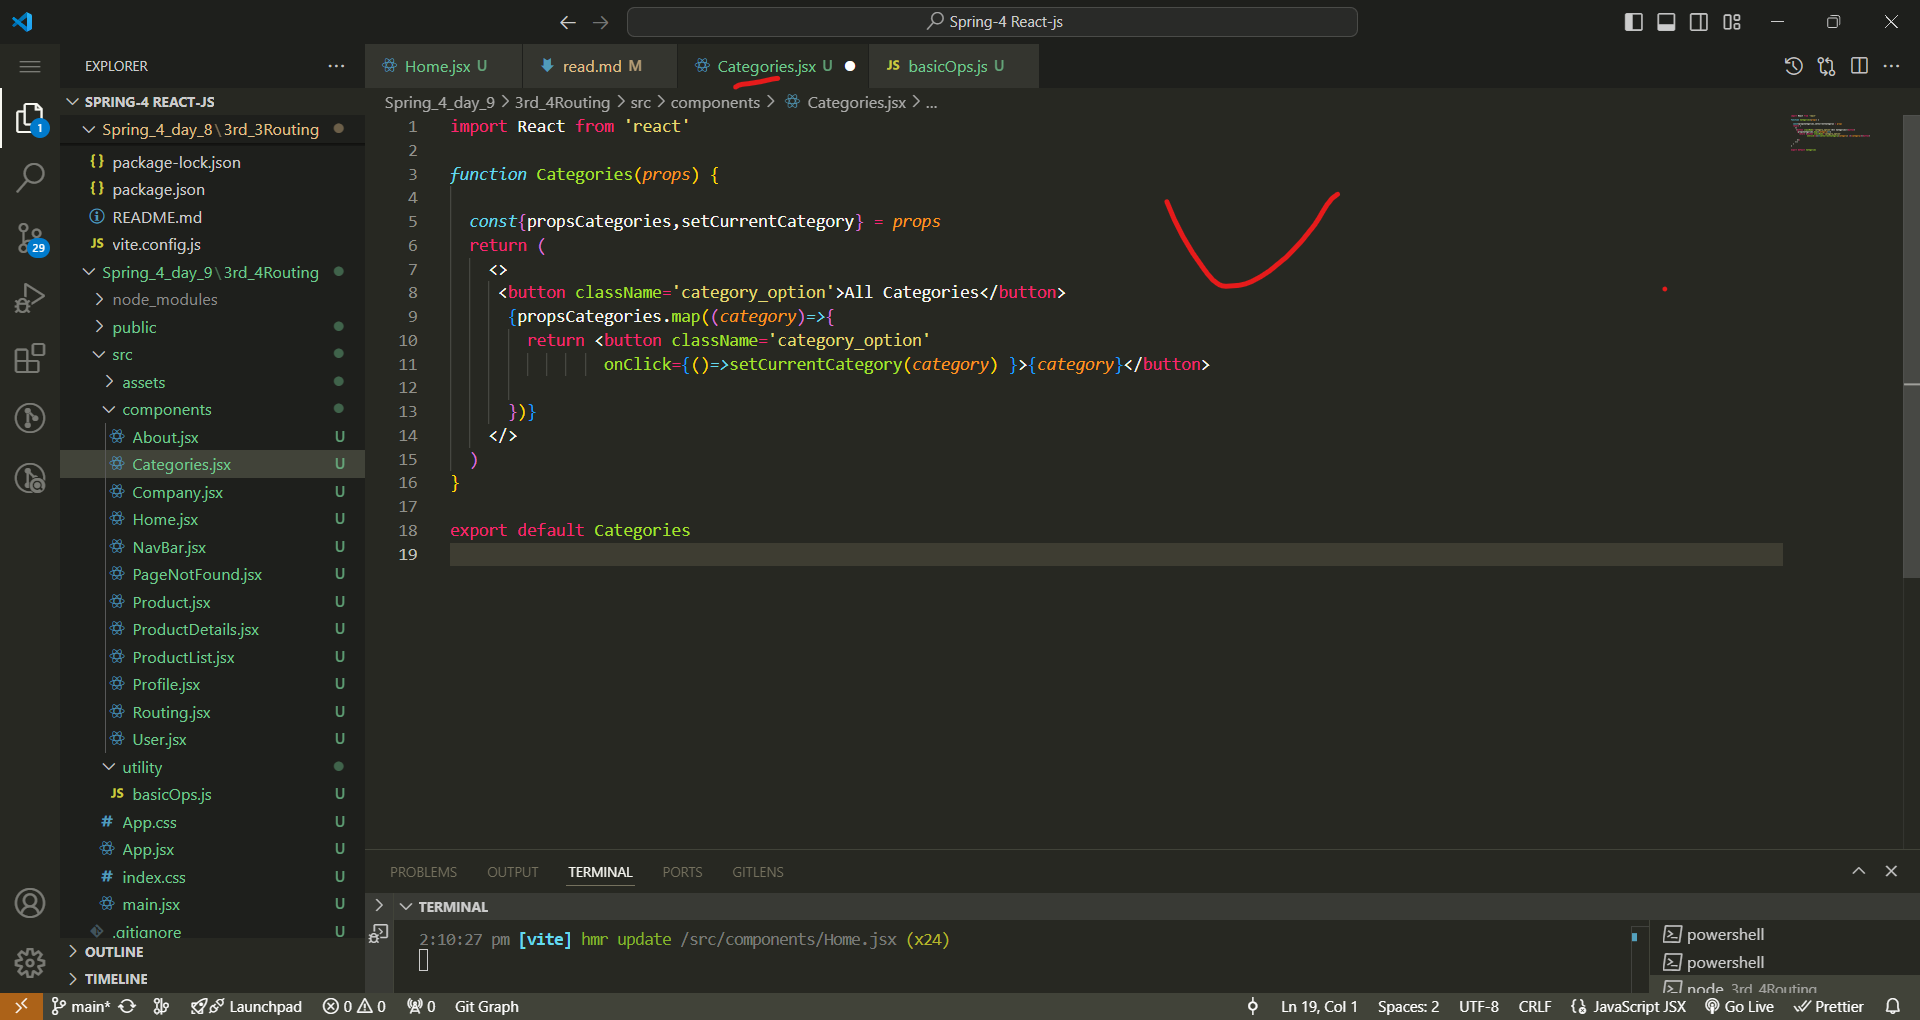 Spring-4 React-js
EXPLORER
SPRING-4 REACT-JS
Spring_4_day_8\3rd_3Routing
{} package-lock.json
{} package.json
README.md
JS vite.config.js
Spring_4_day_9\3rd_4Routing
node_modules
public
src
assets
components
About.jsx U
Categories.jsx U
Company.jsx U
Home.jsx U
NavBar.jsx U
PageNotFound.jsx U
Product.jsx U
ProductDetails.jsx U
ProductList.jsx U
Profile.jsx U
Routing.jsx U
User.jsx U
utility
JS basicOps.js U
# App.css U
App.jsx U
# index.css U
main.jsx U
.gitignore U
OUTLINE
TIMELINE
1
29
Home.jsx U
read.md M
Categories.jsx U
JS basicOps.js U
Spring_4_day_9 > 3rd_4Routing > src > components > Categories.jsx > ...
1 import React from 'react'
2
3 function Categories(props) {
4
5 const{propsCategories,setCurrentCategory} = props
6 return (
7 <>
8 <button className='category_option'>All Categories</button>
9 {propsCategories.map((category)=>{
10 return <button className='category_option'
11 onClick={()=>setCurrentCategory(category) }>{category}</button>
12
13 })}
14 </>
15 )
16 }
17
18 export default Categories
19
PROBLEMS OUTPUT TERMINAL PORTS GITLENS
TERMINAL
2:10:27 pm [vite] hmr update /src/components/Home.jsx (x24)
powershell
powershell
node 3rd_4Routing
main* Launchpad 0 0 0 Git Graph Ln 19, Col 1 Spaces: 2 UTF-8 CRLF {} JavaScript JSX Go Live Prettier